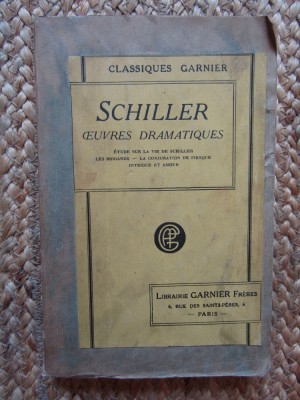 CLASSIQUES GARNIER
SCHILLER
ŒUVRES DRAMATIQUES
ÉTUDE SUR LA VIE DE SCHILLER
LES BRIGANDS — LA CONJURATION DE FIESQUE
INTRIGUE ET AMOUR
LIBRAIRIE GARNIER FRÈRES
6, RUE DES SAINTS-PÈRES, 6
— PARIS —